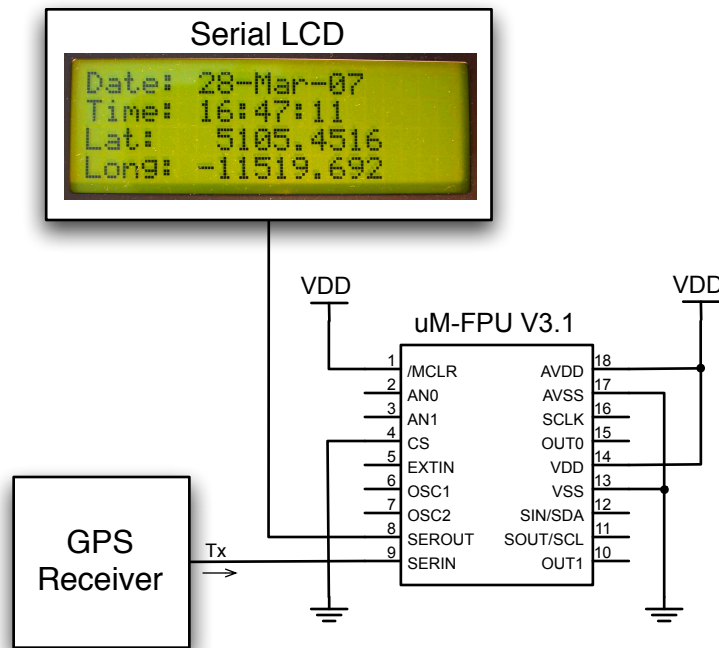 Serial LCD
Date: 28-Mar-07
Time: 16:47:11
Lat: 5105.4516
Long: -11519.692
VDD
VDD
uM-FPU V3.1
1 /MCLR AVDD 18
2 AN0 AVSS 17
3 AN1 SCLK 16
4 CS OUT0 15
5 EXTIN VDD 14
6 OSC1 VSS 13
7 OSC2 SIN/SDA 12
8 SEROUT SOUT/SCL 11
9 SERIN OUT1 10
GPS
Receiver
Tx